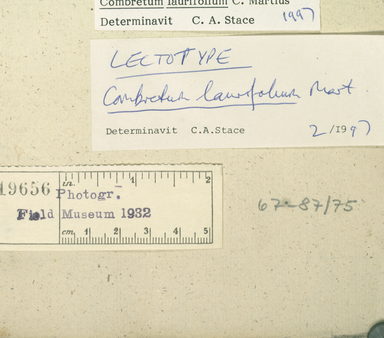 Combretum laurifolium C. Martius
Determinavit C. A. Stace 1997
LECTOTYPE
Combretum laurifolium Mart.
Determinavit C.A.Stace 2/1997
19656
in. 1 2
Photogr.
Field Museum 1932
cm. 1 2 3 4 5
67-87/75